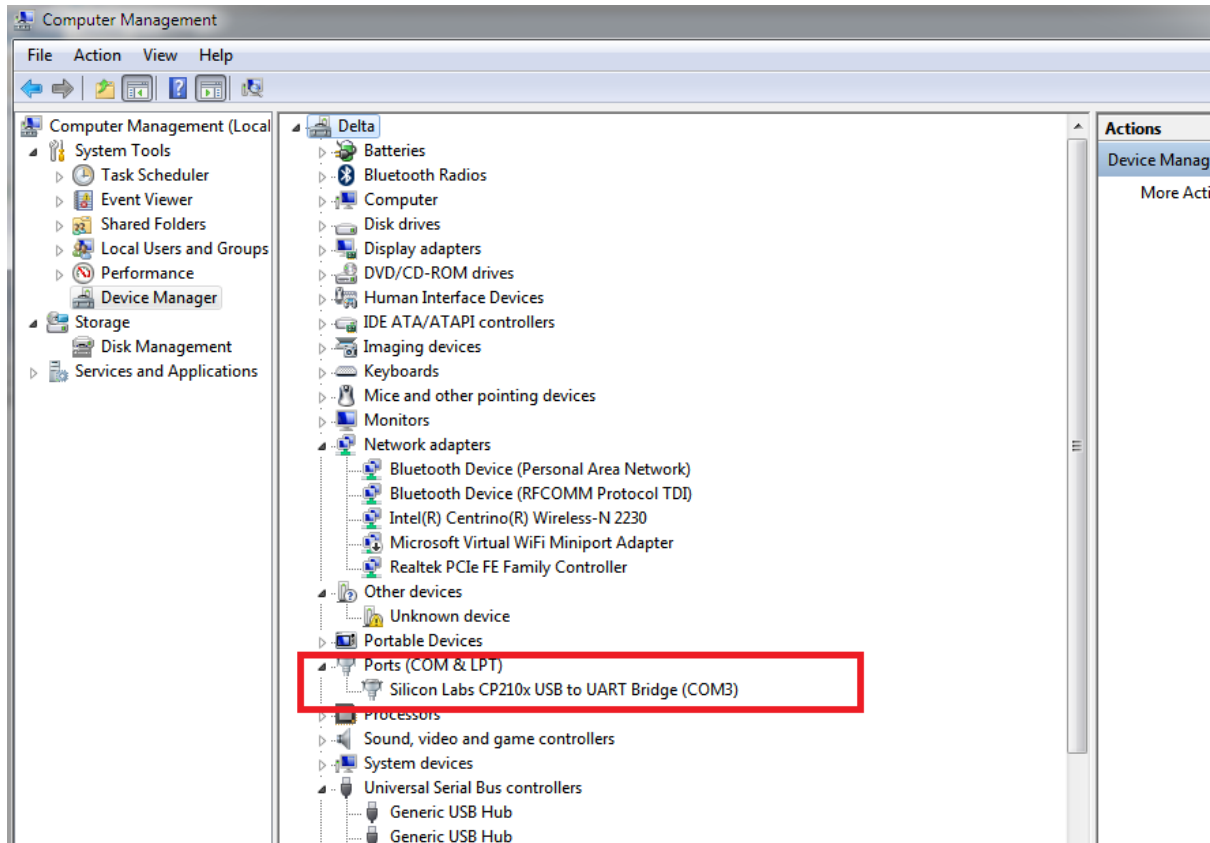 Computer Management
File Action View Help
Computer Management (Local
System Tools
Task Scheduler
Event Viewer
Shared Folders
Local Users and Groups
Performance
Device Manager
Storage
Disk Management
Services and Applications
Delta
Batteries
Bluetooth Radios
Computer
Disk drives
Display adapters
DVD/CD-ROM drives
Human Interface Devices
IDE ATA/ATAPI controllers
Imaging devices
Keyboards
Mice and other pointing devices
Monitors
Network adapters
Bluetooth Device (Personal Area Network)
Bluetooth Device (RFCOMM Protocol TDI)
Intel(R) Centrino(R) Wireless-N 2230
Microsoft Virtual WiFi Miniport Adapter
Realtek PCIe FE Family Controller
Other devices
Unknown device
Portable Devices
Ports (COM & LPT)
Silicon Labs CP210x USB to UART Bridge (COM3)
Processors
Sound, video and game controllers
System devices
Universal Serial Bus controllers
Generic USB Hub
Generic USB Hub
Actions
Device Manag
More Acti